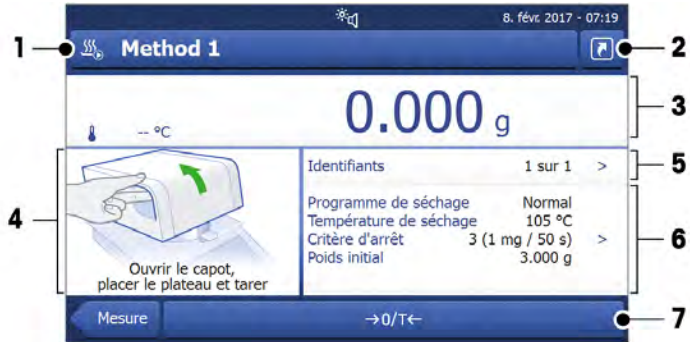 8. févr. 2017 - 07:19
1 Method 1 2
0.000 g 3
-- °C
4
Identifiants 1 sur 1 > 5
Programme de séchage Normal
Température de séchage 105 °C
Critère d'arrêt 3 (1 mg / 50 s) > 6
Poids initial 3.000 g
Ouvrir le capot,
placer le plateau et tarer
Mesure →0/T← 7